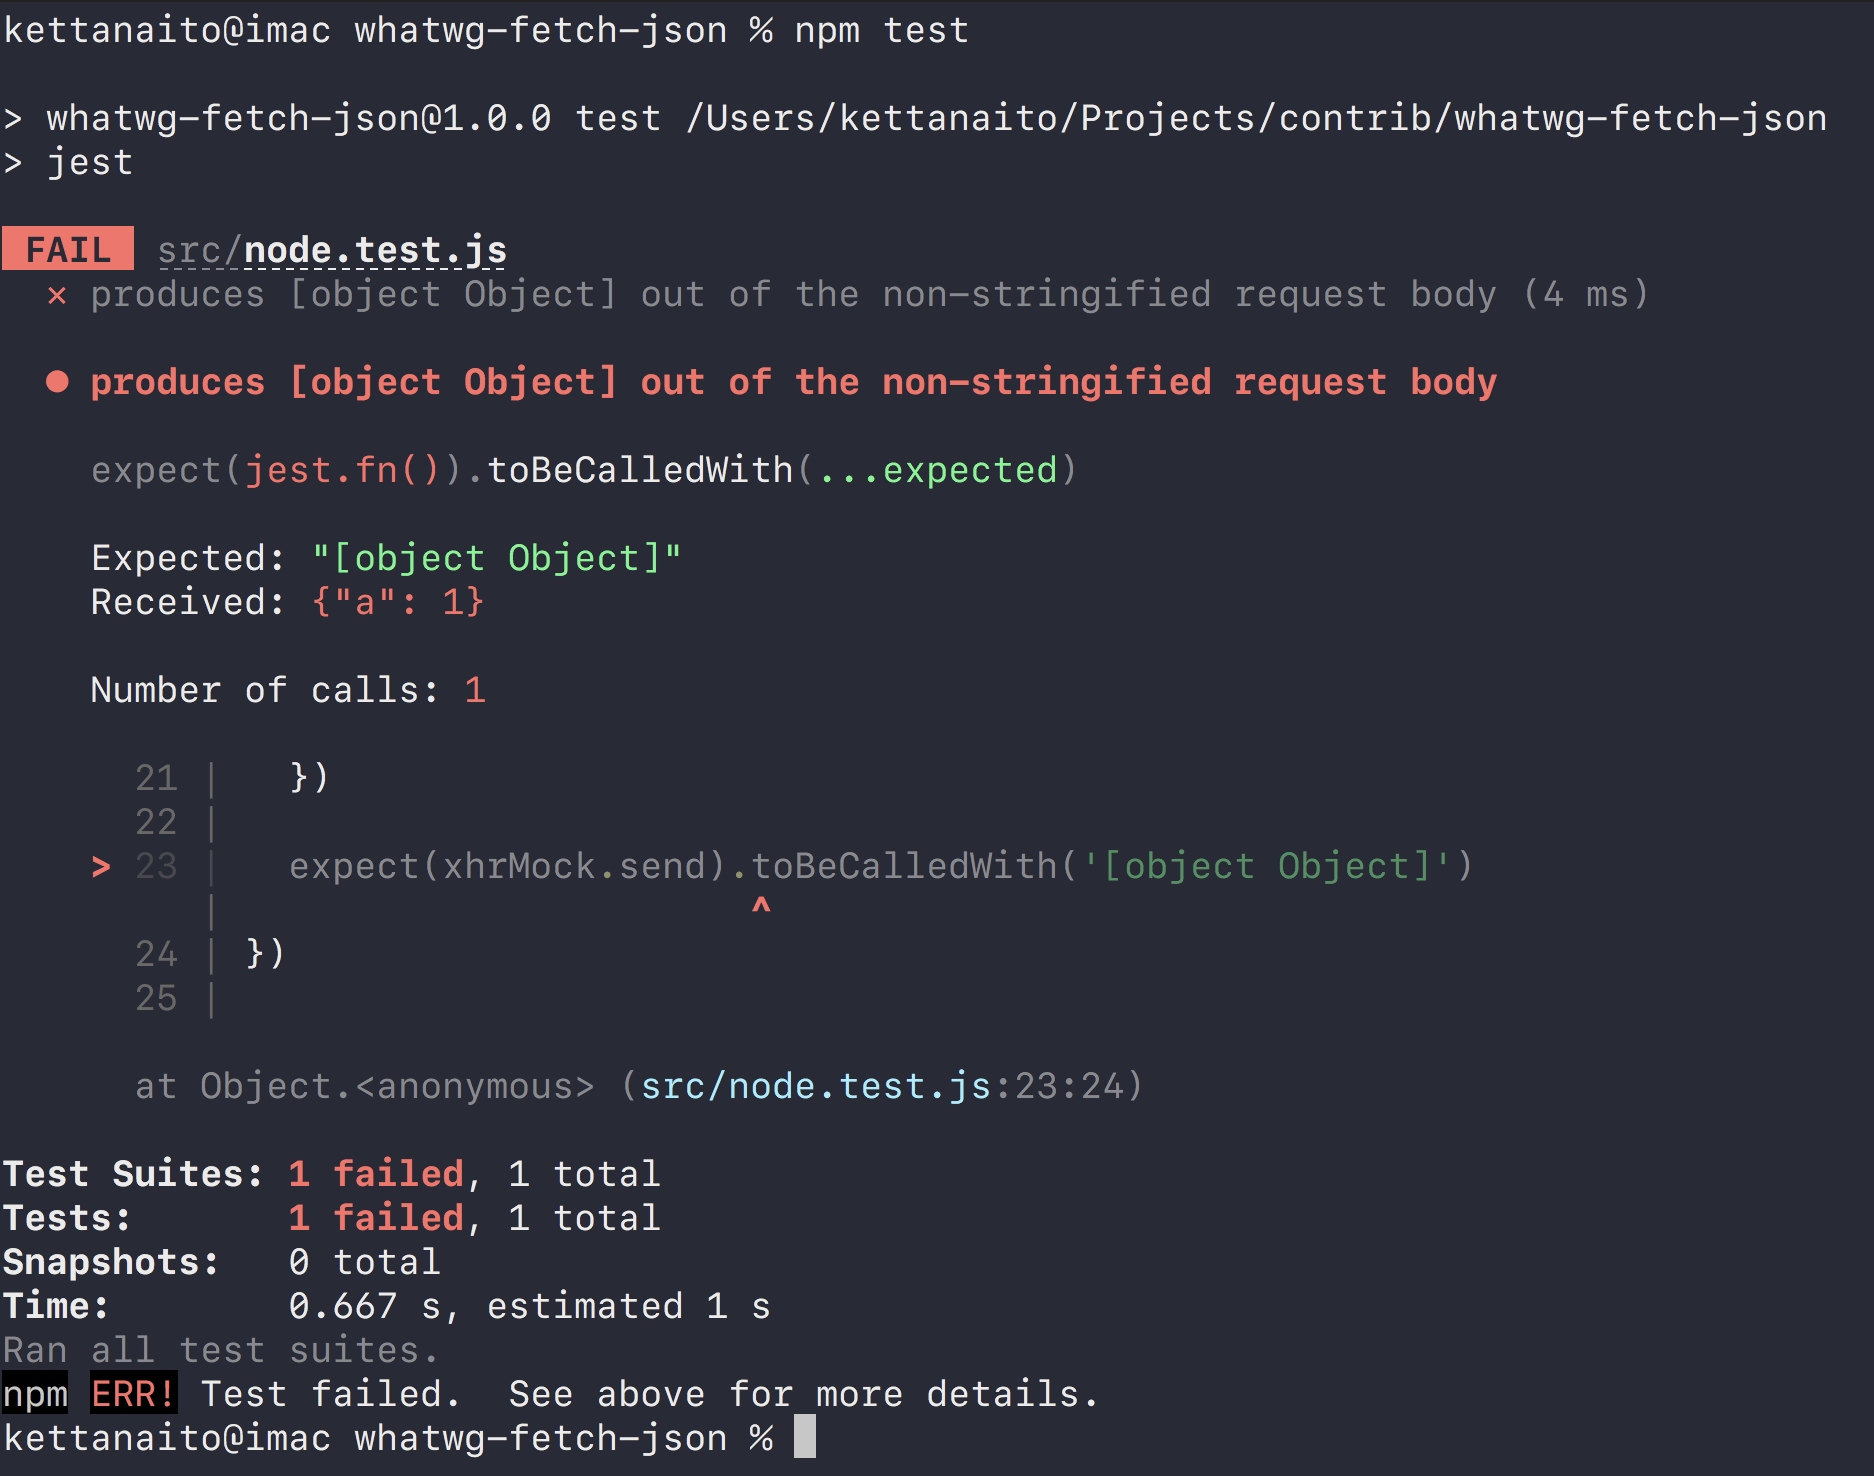 kettanaito@imac whatwg-fetch-json % npm test
> whatwg-fetch-json@1.0.0 test /Users/kettanaito/Projects/contrib/whatwg-fetch-json
> jest
FAIL src/node.test.js
✕ produces [object Object] out of the non-stringified request body (4 ms)
● produces [object Object] out of the non-stringified request body
expect(jest.fn()).toBeCalledWith(...expected)
Expected: "[object Object]"
Received: {"a": 1}
Number of calls: 1
21 |   })
22 |
> 23 |   expect(xhrMock.send).toBeCalledWith('[object Object]')
|                        ^
24 | })
25 |
at Object.<anonymous> (src/node.test.js:23:24)
Test Suites: 1 failed, 1 total
Tests:       1 failed, 1 total
Snapshots:   0 total
Time:        0.667 s, estimated 1 s
Ran all test suites.
npm ERR! Test failed.  See above for more details.
kettanaito@imac whatwg-fetch-json %